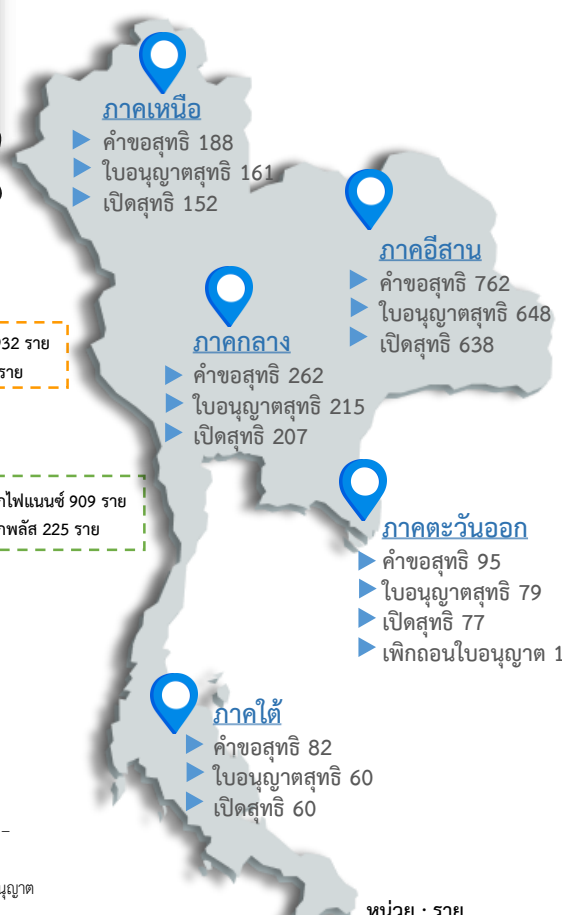 ภาคเหนือ
คำขอสุทธิ 188
ใบอนุญาตสุทธิ 161
เปิดสุทธิ 152
ภาคอีสาน
คำขอสุทธิ 762
ใบอนุญาตสุทธิ 648
เปิดสุทธิ 638
932 ราย
ราย
ภาคกลาง
คำขอสุทธิ 262
ใบอนุญาตสุทธิ 215
เปิดสุทธิ 207
ไฟแนนซ์ 909 ราย
พลัส 225 ราย
ภาคตะวันออก
คำขอสุทธิ 95
ใบอนุญาตสุทธิ 79
เปิดสุทธิ 77
เพิกถอนใบอนุญาต 1
ภาคใต้
คำขอสุทธิ 82
ใบอนุญาตสุทธิ 60
เปิดสุทธิ 60
หน่วย : ราย